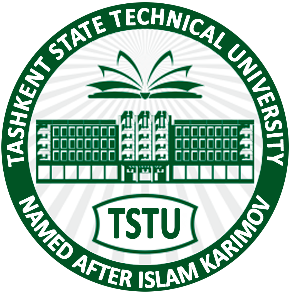 TASHKENT STATE TECHNICAL UNIVERSITY
TSTU
NAMED AFTER ISLAM KARIMOV